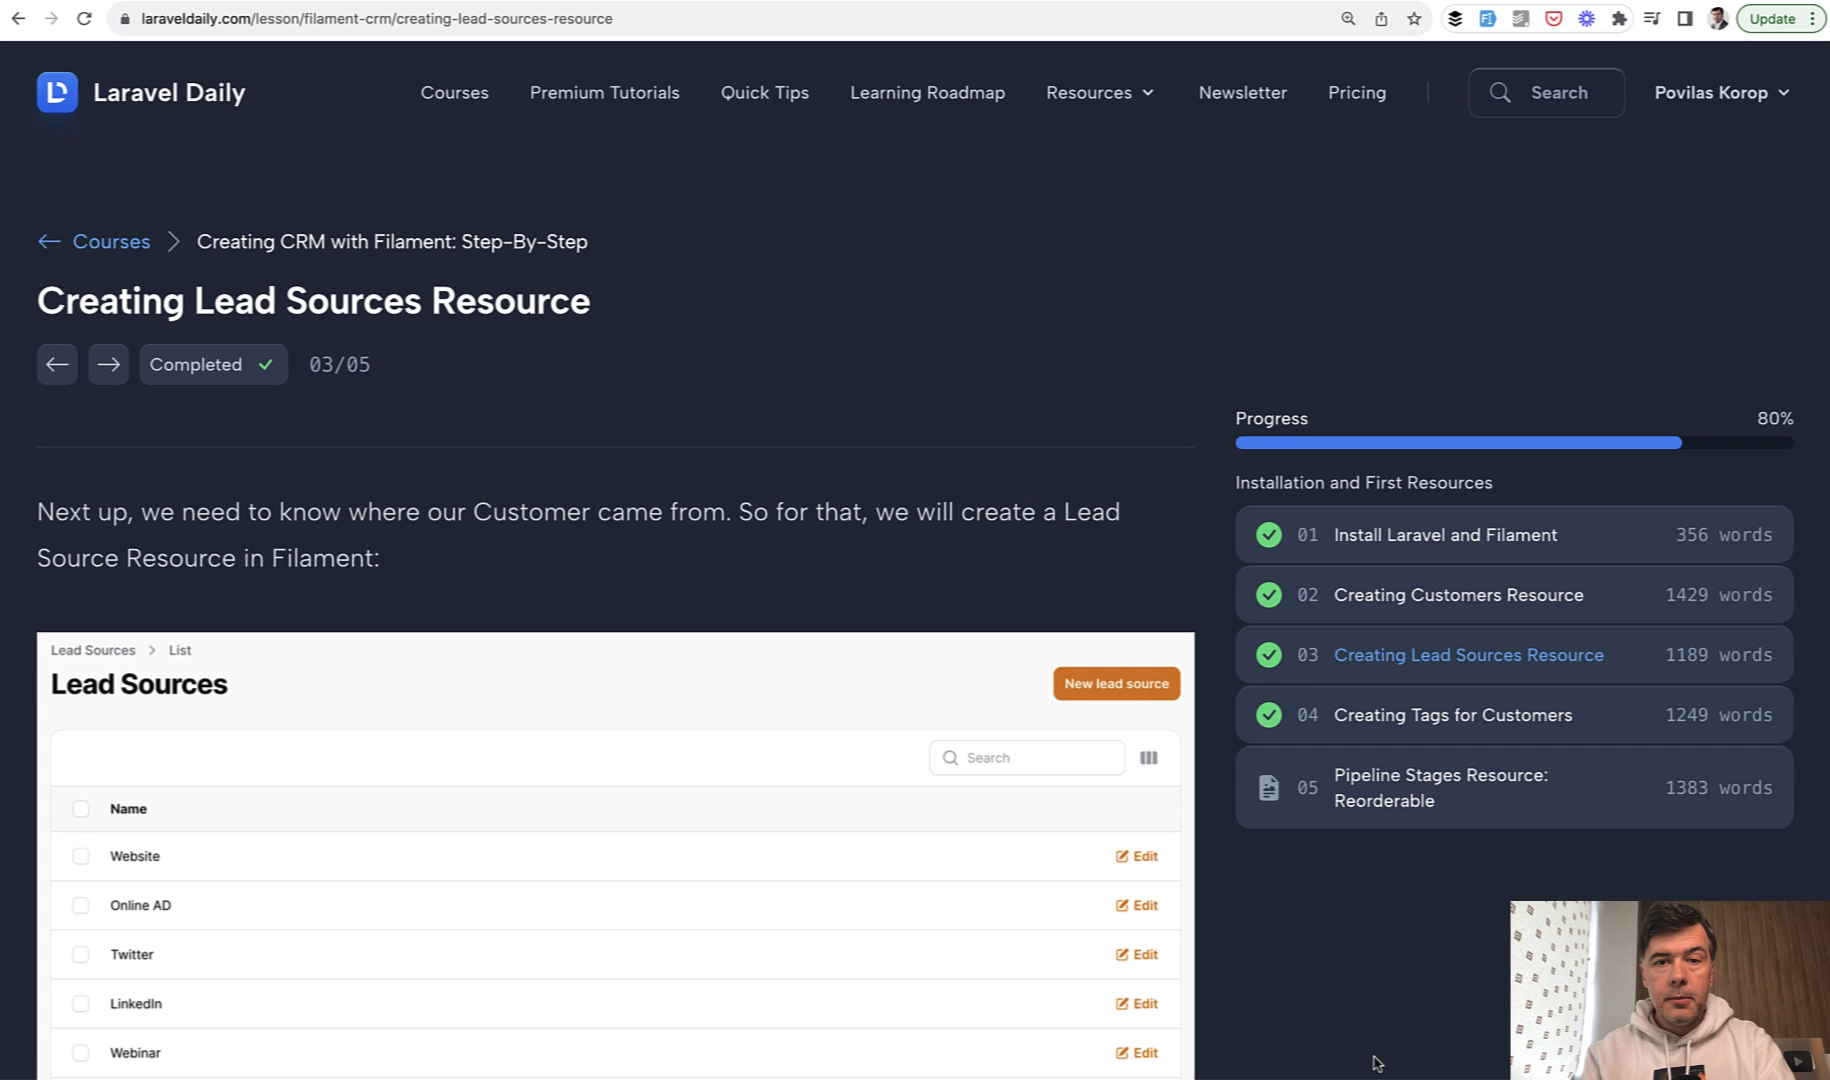 laraveldaily.com/lesson/filament-crm/creating-lead-sources-resource
Update
Laravel Daily
Courses
Premium Tutorials
Quick Tips
Learning Roadmap
Resources
Newsletter
Pricing
Search
Povilas Korop
Courses
Creating CRM with Filament: Step-By-Step
Creating Lead Sources Resource
Completed
03/05
Next up, we need to know where our Customer came from. So for that, we will create a Lead
Source Resource in Filament:
Lead Sources > List
Lead Sources
New lead source
Search
Name
Website
Edit
Online AD
Edit
Twitter
Edit
LinkedIn
Edit
Webinar
Edit
Progress
80%
Installation and First Resources
01 Install Laravel and Filament 356 words
02 Creating Customers Resource 1429 words
03 Creating Lead Sources Resource 1189 words
04 Creating Tags for Customers 1249 words
05 Pipeline Stages Resource:
Reorderable 1383 words